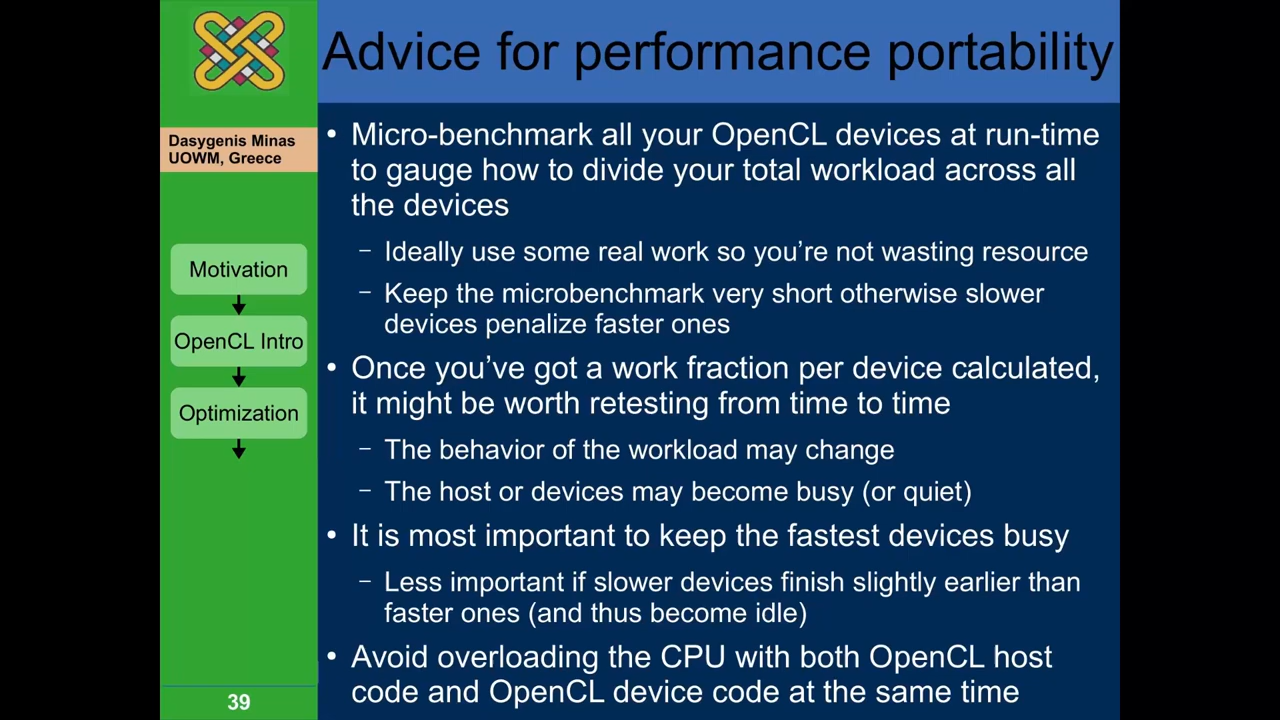 Advice for performance portability
Dasygenis Minas
UOWM, Greece
Motivation
OpenCL Intro
Optimization
39
• Micro-benchmark all your OpenCL devices at run-time
to gauge how to divide your total workload across all
the devices
– Ideally use some real work so you’re not wasting resource
– Keep the microbenchmark very short otherwise slower
devices penalize faster ones
• Once you’ve got a work fraction per device calculated,
it might be worth retesting from time to time
– The behavior of the workload may change
– The host or devices may become busy (or quiet)
• It is most important to keep the fastest devices busy
– Less important if slower devices finish slightly earlier than
faster ones (and thus become idle)
• Avoid overloading the CPU with both OpenCL host
code and OpenCL device code at the same time